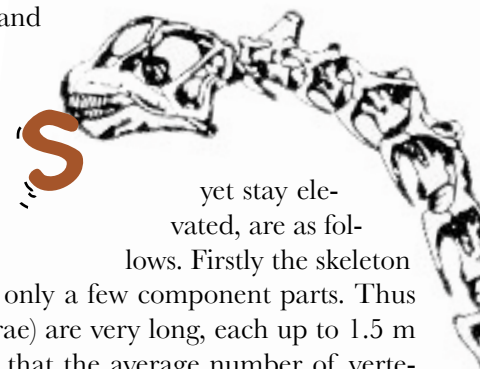 and
S
yet stay ele-
vated, are as fol-
lows. Firstly the skeleton
only a few component parts. Thus
rae) are very long, each up to 1.5 m
that the average number of verte-